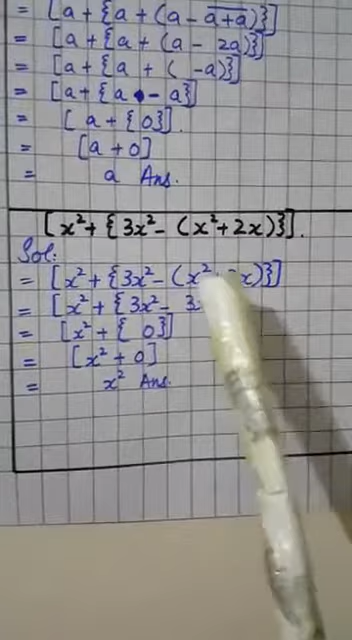 = [a + {a + (a - a̅+̅a̅)}]
= [a + {a + (a - 2a)}]
= [a + {a + ( -a)}]
= [a + {a - a}]
= [ a + {0}].
= [a + 0]
= a Ans.
[x² + { 3x² - (x² + 2x)}].
Sol:
= [x² + {3x² - (x² x)}]
= [x² + { 3x² - 3
= [x² + { 0}]
= [x² + 0]
= x² Ans.